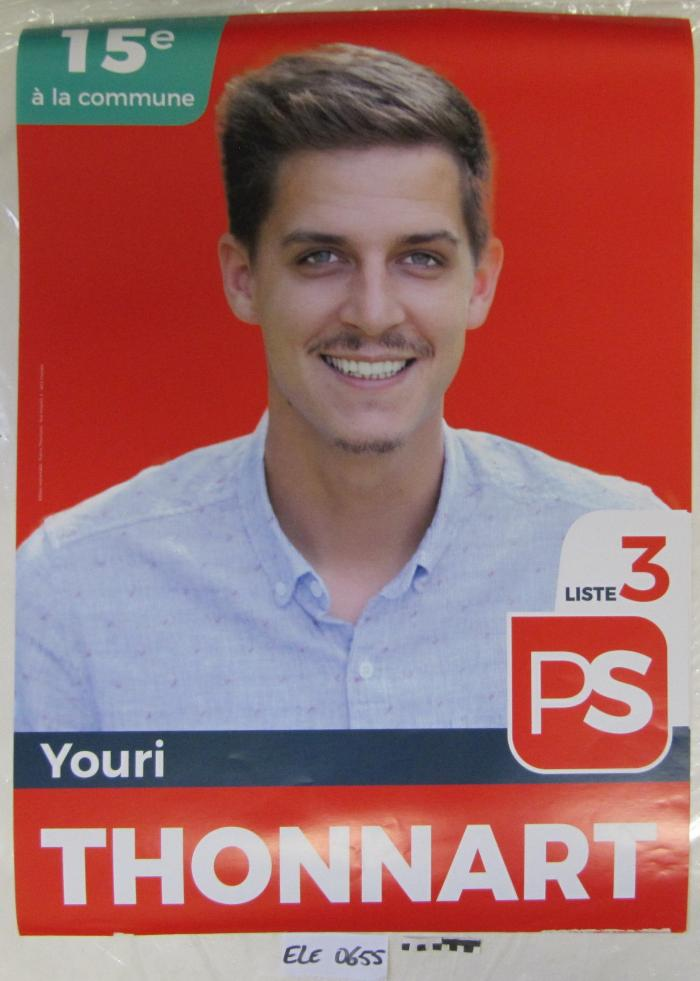 15e
à la commune
LISTE 3
PS
Youri
THONNART
ELE 0655